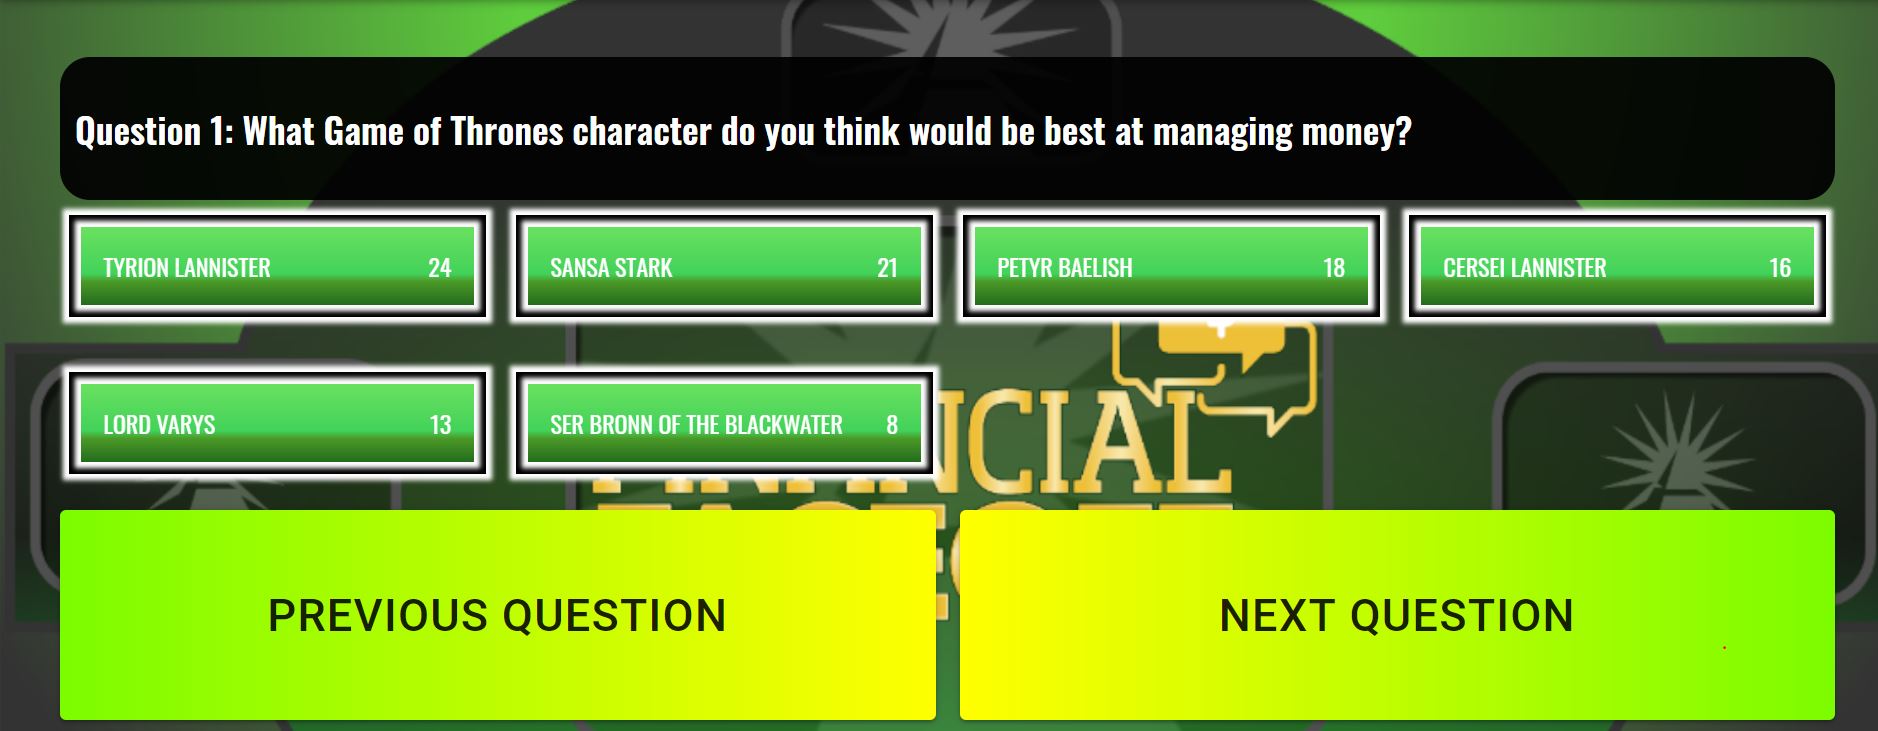 Question 1: What Game of Thrones character do you think would be best at managing money?
TYRION LANNISTER 24
SANSA STARK 21
PETYR BAELISH 18
CERSEI LANNISTER 16
LORD VARYS 13
SER BRONN OF THE BLACKWATER 8
PREVIOUS QUESTION
NEXT QUESTION